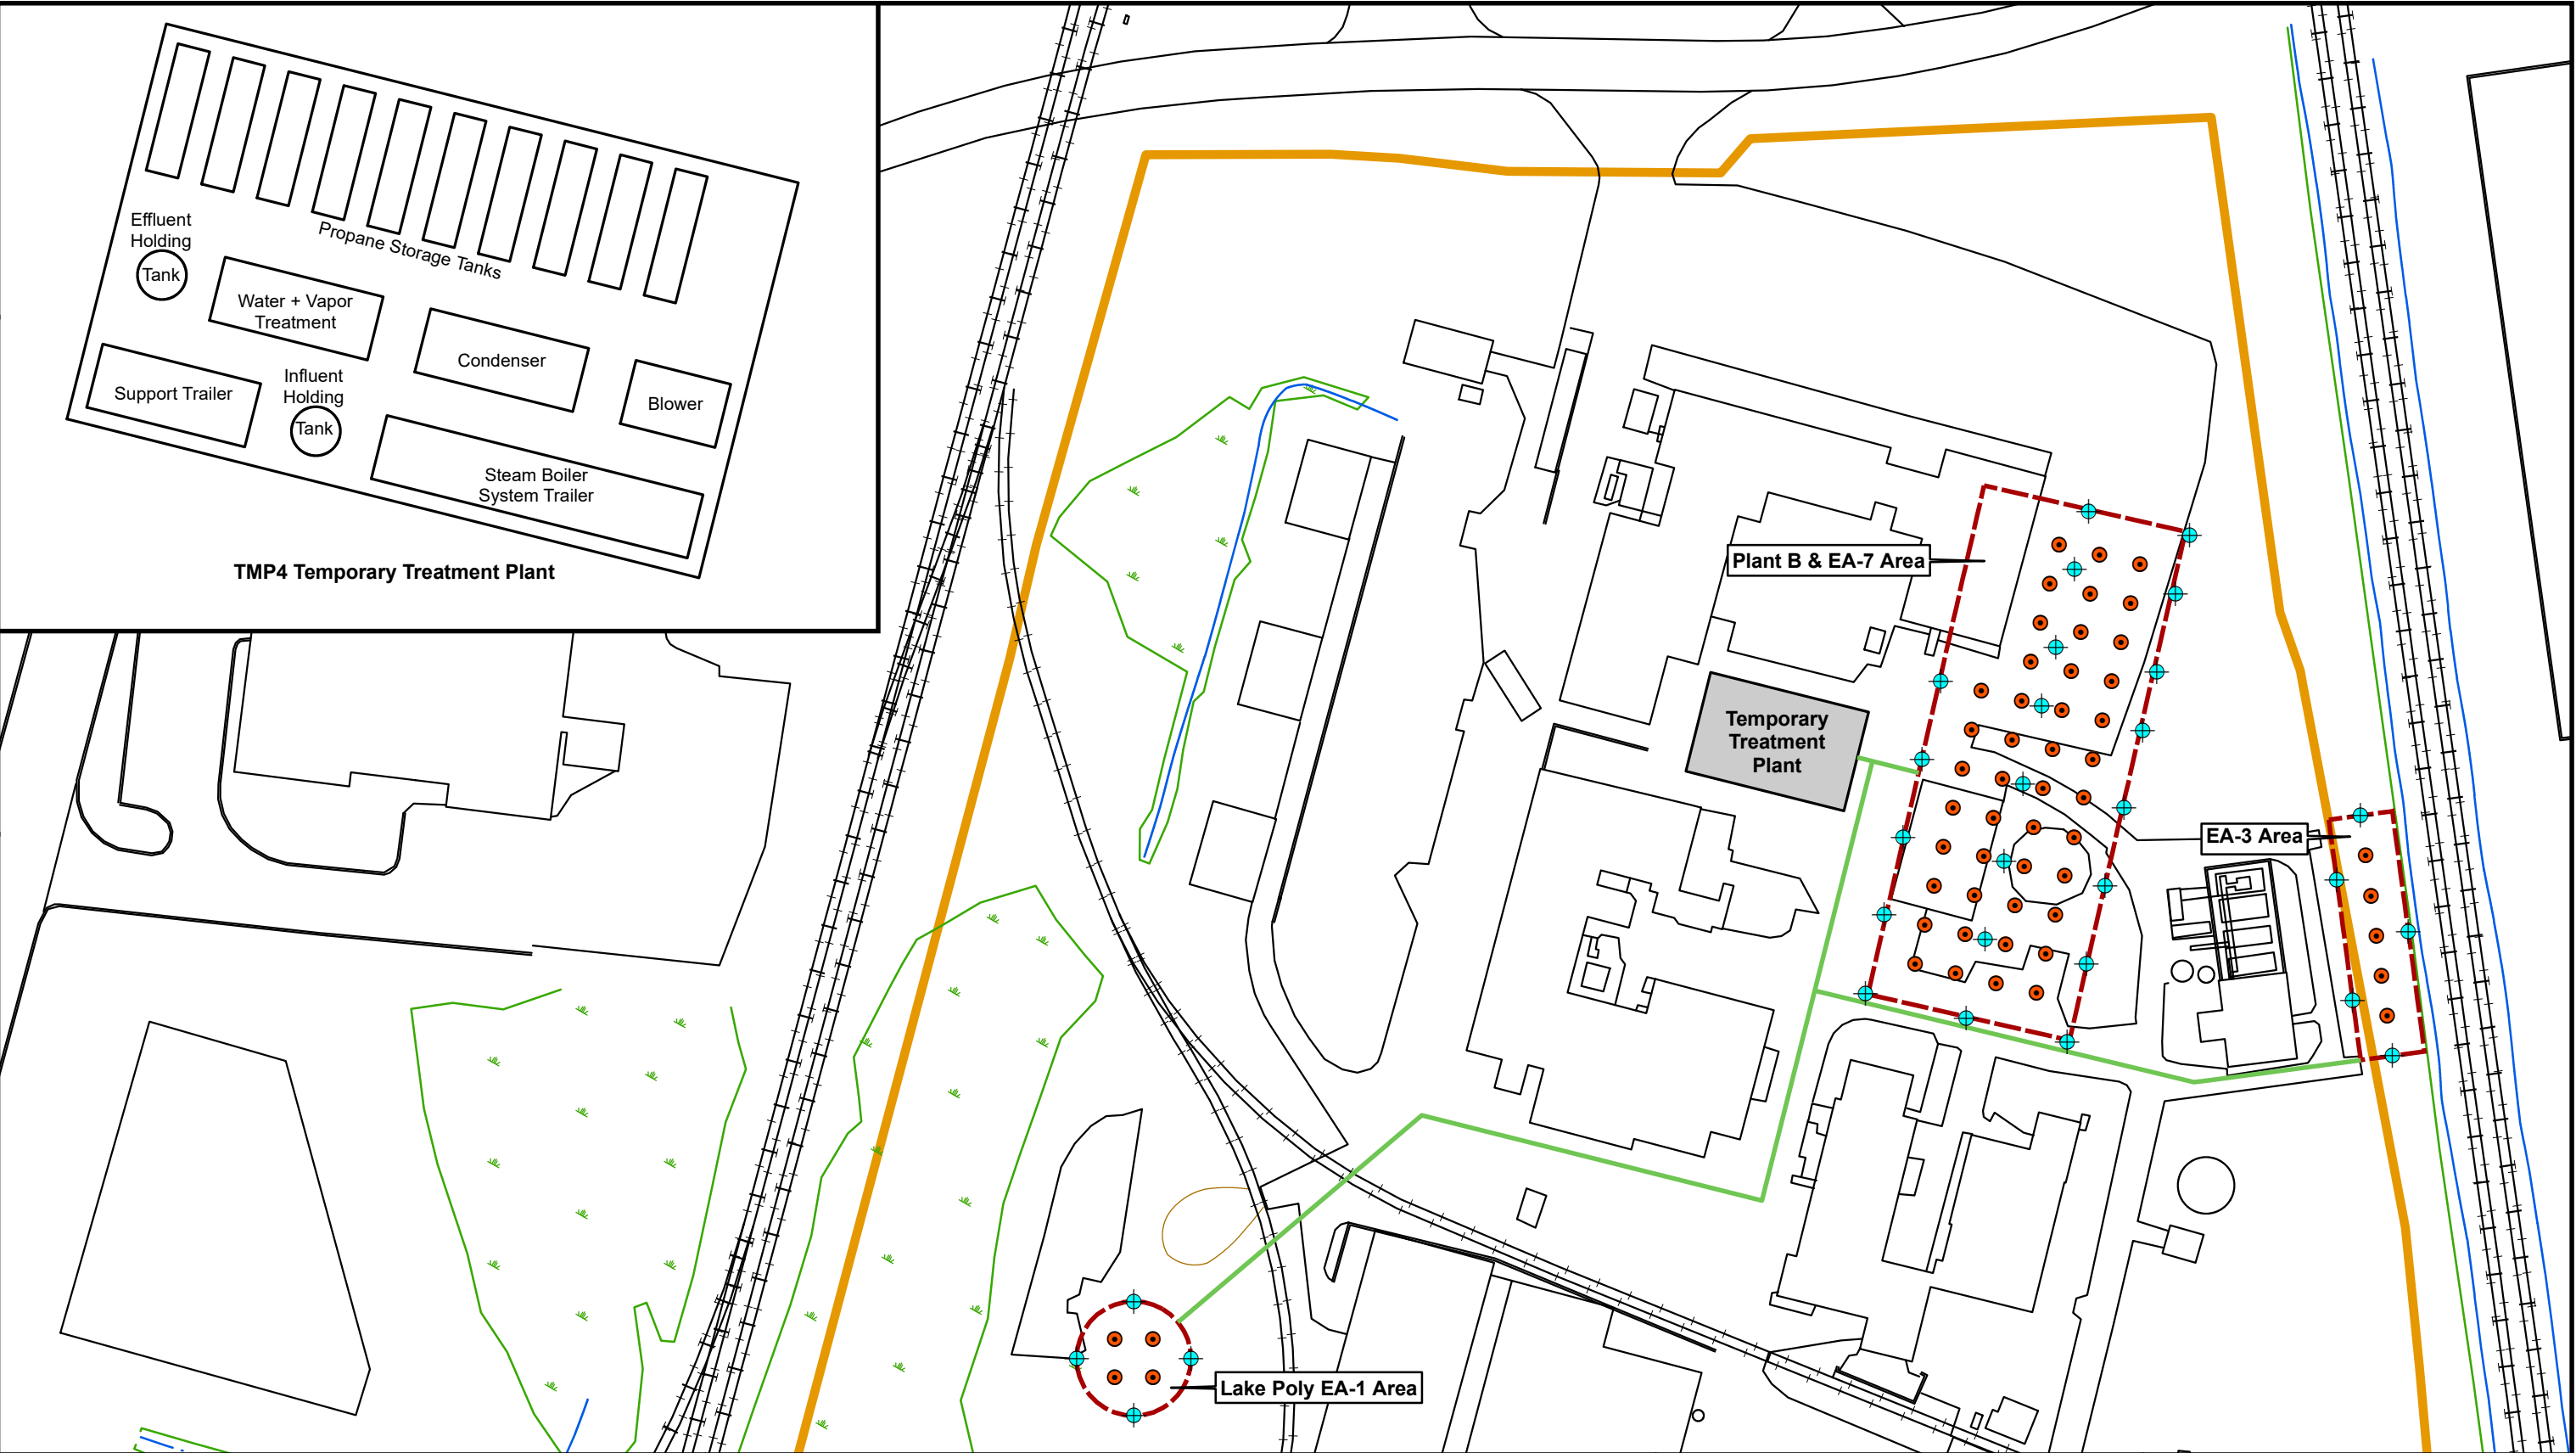 Effluent
Holding
Tank
Propane Storage Tanks
Water + Vapor
Treatment
Condenser
Support Trailer
Influent
Holding
Tank
Blower
Steam Boiler
System Trailer
TMP4 Temporary Treatment Plant
Plant B & EA-7 Area
Temporary
Treatment
Plant
EA-3 Area
Lake Poly EA-1 Area